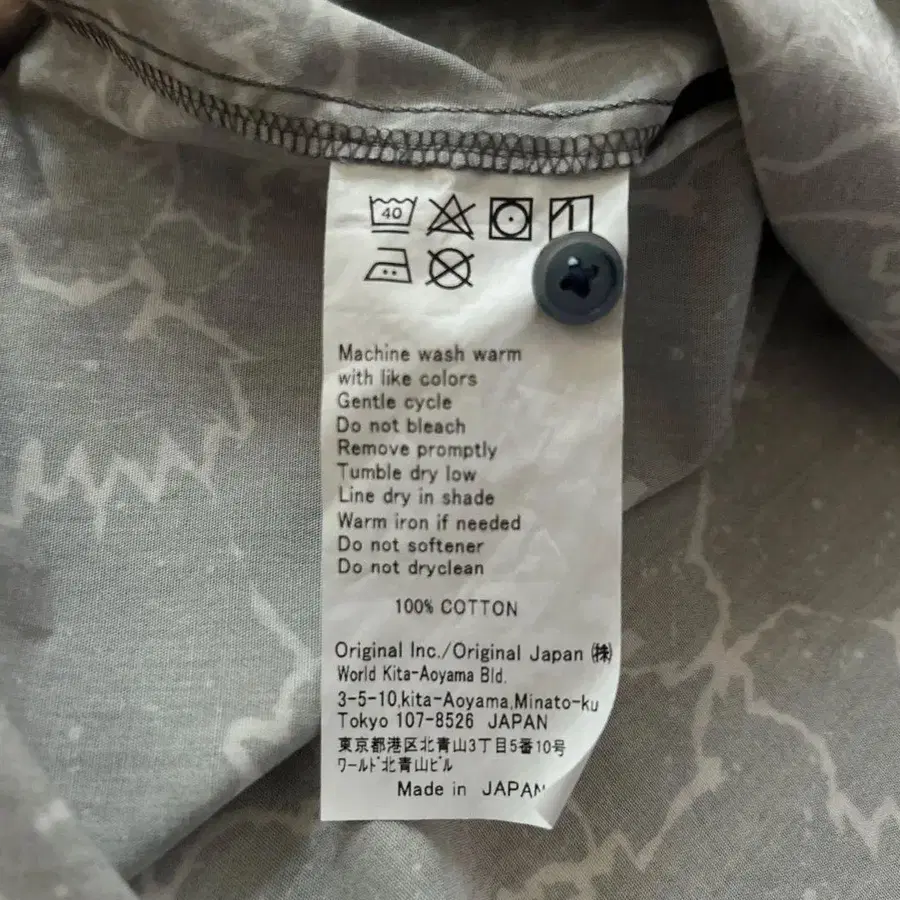 40
Machine wash warm
with like colors
Gentle cycle
Do not bleach
Remove promptly
Tumble dry low
Line dry in shade
Warm iron if needed
Do not softener
Do not dryclean
100% COTTON
Original Inc./Original Japan ㈱
World Kita-Aoyama Bld.
3-5-10,kita-Aoyama,Minato-ku
Tokyo 107-8526 JAPAN
東京都港区北青山3丁目5番10号
ワールド北青山ビル
Made in JAPAN